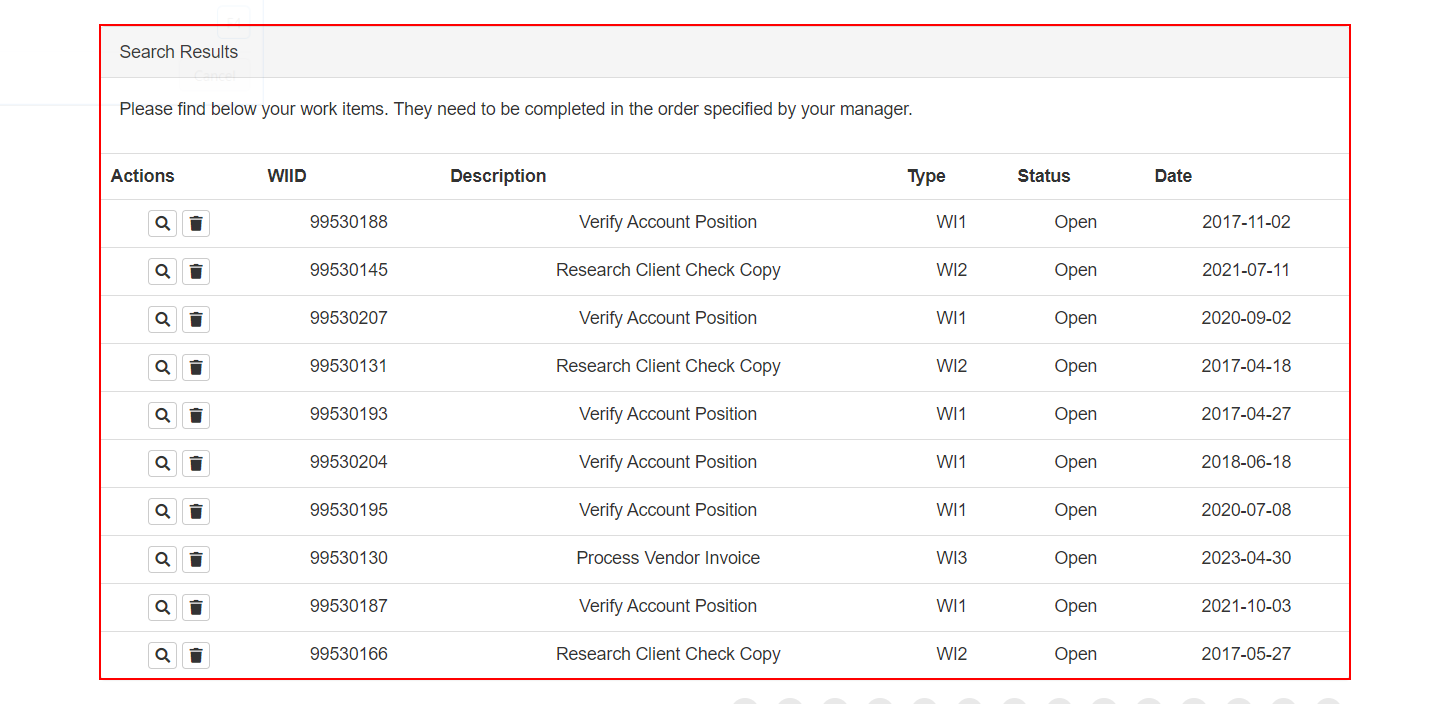 Search Results
Cancel
Please find below your work items. They need to be completed in the order specified by your manager.
Actions WIID Description Type Status Date
99530188 Verify Account Position WI1 Open 2017-11-02
99530145 Research Client Check Copy WI2 Open 2021-07-11
99530207 Verify Account Position WI1 Open 2020-09-02
99530131 Research Client Check Copy WI2 Open 2017-04-18
99530193 Verify Account Position WI1 Open 2017-04-27
99530204 Verify Account Position WI1 Open 2018-06-18
99530195 Verify Account Position WI1 Open 2020-07-08
99530130 Process Vendor Invoice WI3 Open 2023-04-30
99530187 Verify Account Position WI1 Open 2021-10-03
99530166 Research Client Check Copy WI2 Open 2017-05-27